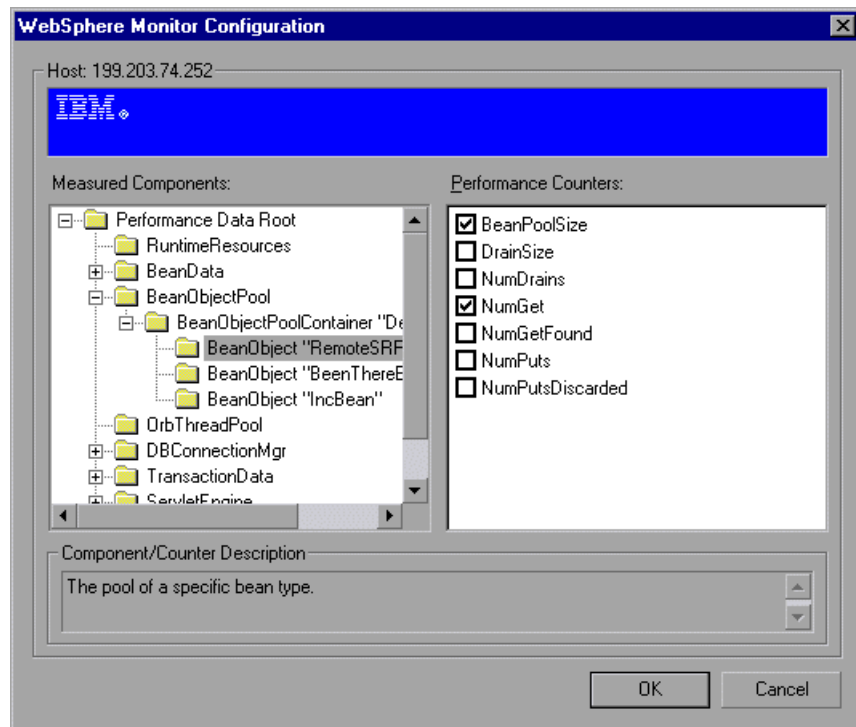 WebSphere Monitor Configuration
Host: 199.203.74.252
IBM
Measured Components:
Performance Data Root
RuntimeResources
BeanData
BeanObjectPool
BeanObjectPoolContainer "De
BeanObject "RemoteSRF
BeanObject "BeenThereE
BeanObject "IncBean"
OrbThreadPool
DBConnectionMgr
TransactionData
ServletEngine
Performance Counters:
BeanPoolSize
DrainSize
NumDrains
NumGet
NumGetFound
NumPuts
NumPutsDiscarded
Component/Counter Description
The pool of a specific bean type.
OK
Cancel